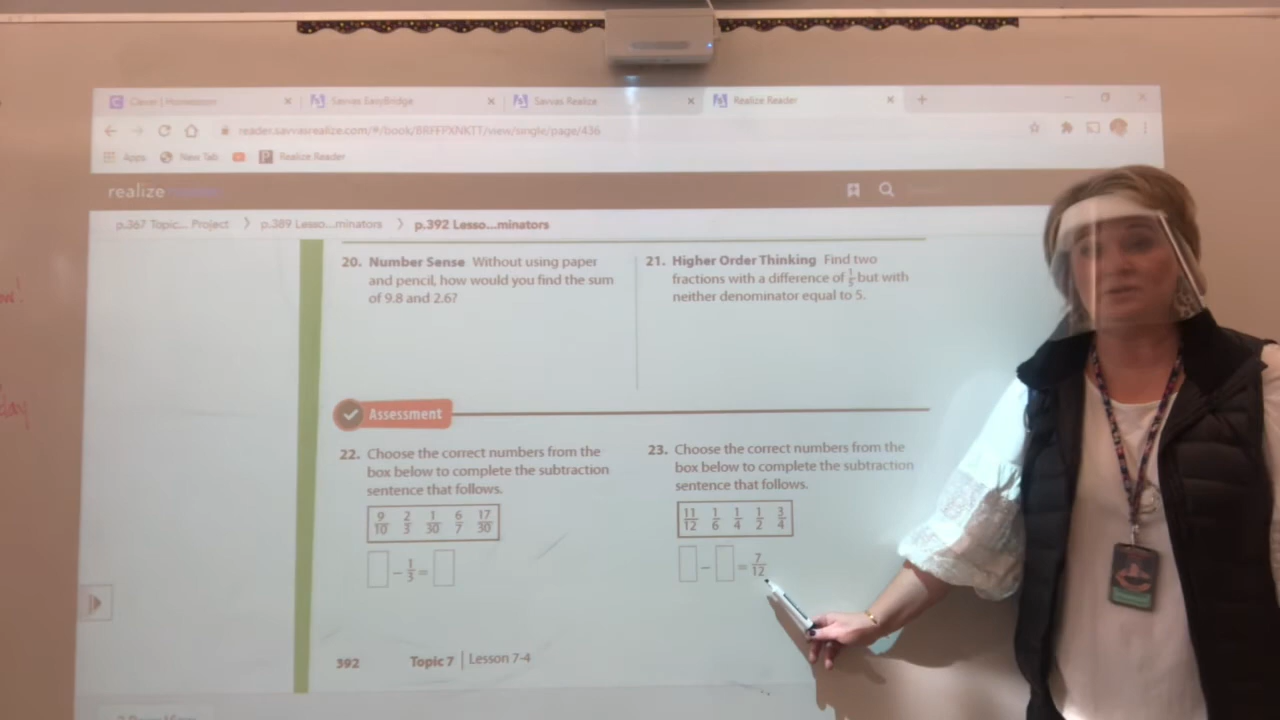 Clever | Homeroom
Savvas EasyBridge
Savvas Realize
Realize Reader
reader.savvasrealize.com/#/book/BRFFPXNKTT/view/single/page/436
Apps
New Tab
Realize Reader
realize
p.367 Topic... Project > p.389 Lesso...minators > p.392 Lesso...minators
20. Number Sense Without using paper
and pencil, how would you find the sum
of 9.8 and 2.6?
21. Higher Order Thinking Find two
fractions with a difference of 1/5 but with
neither denominator equal to 5.
Assessment
22. Choose the correct numbers from the
box below to complete the subtraction
sentence that follows.
9/10 2/3 1/30 6/7 17/30
□ - 1/3 = □
23. Choose the correct numbers from the
box below to complete the subtraction
sentence that follows.
11/12 1/6 1/4 1/2 3/4
□ - □ = 7/12
392 Topic 7 | Lesson 7-4